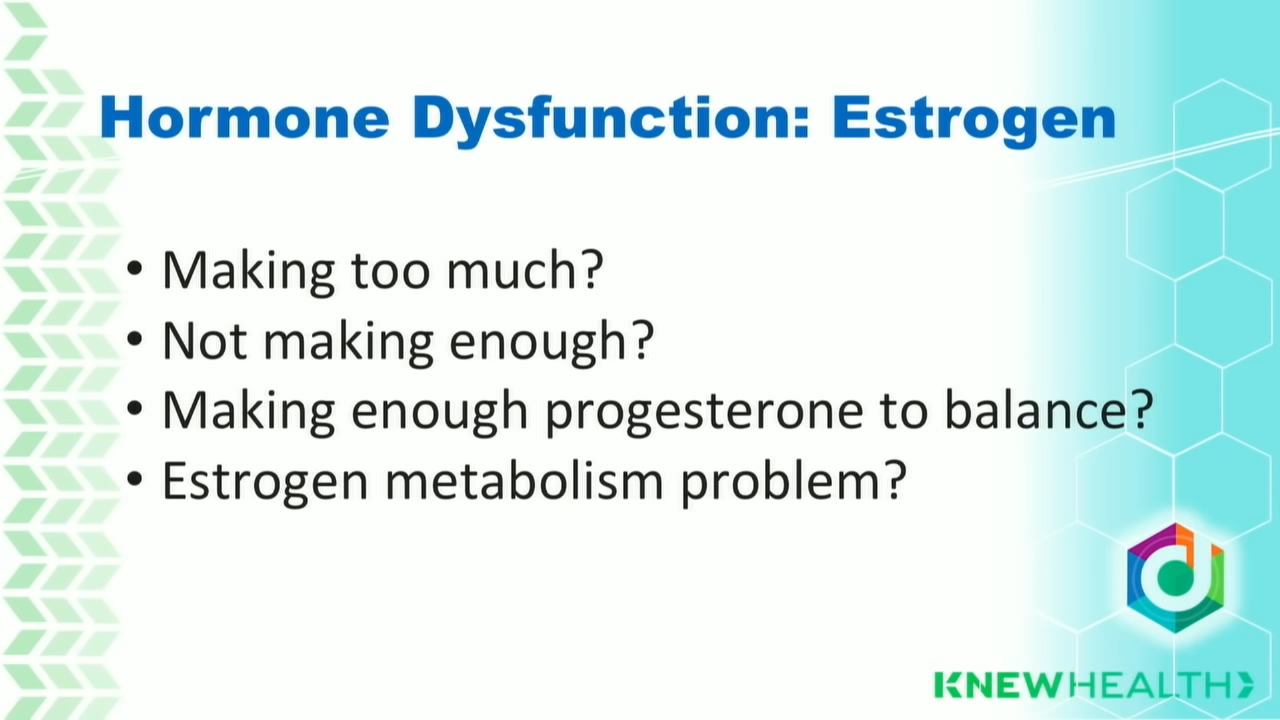 Hormone Dysfunction: Estrogen
• Making too much?
• Not making enough?
• Making enough progesterone to balance?
• Estrogen metabolism problem?
d
KNEWHEALTH